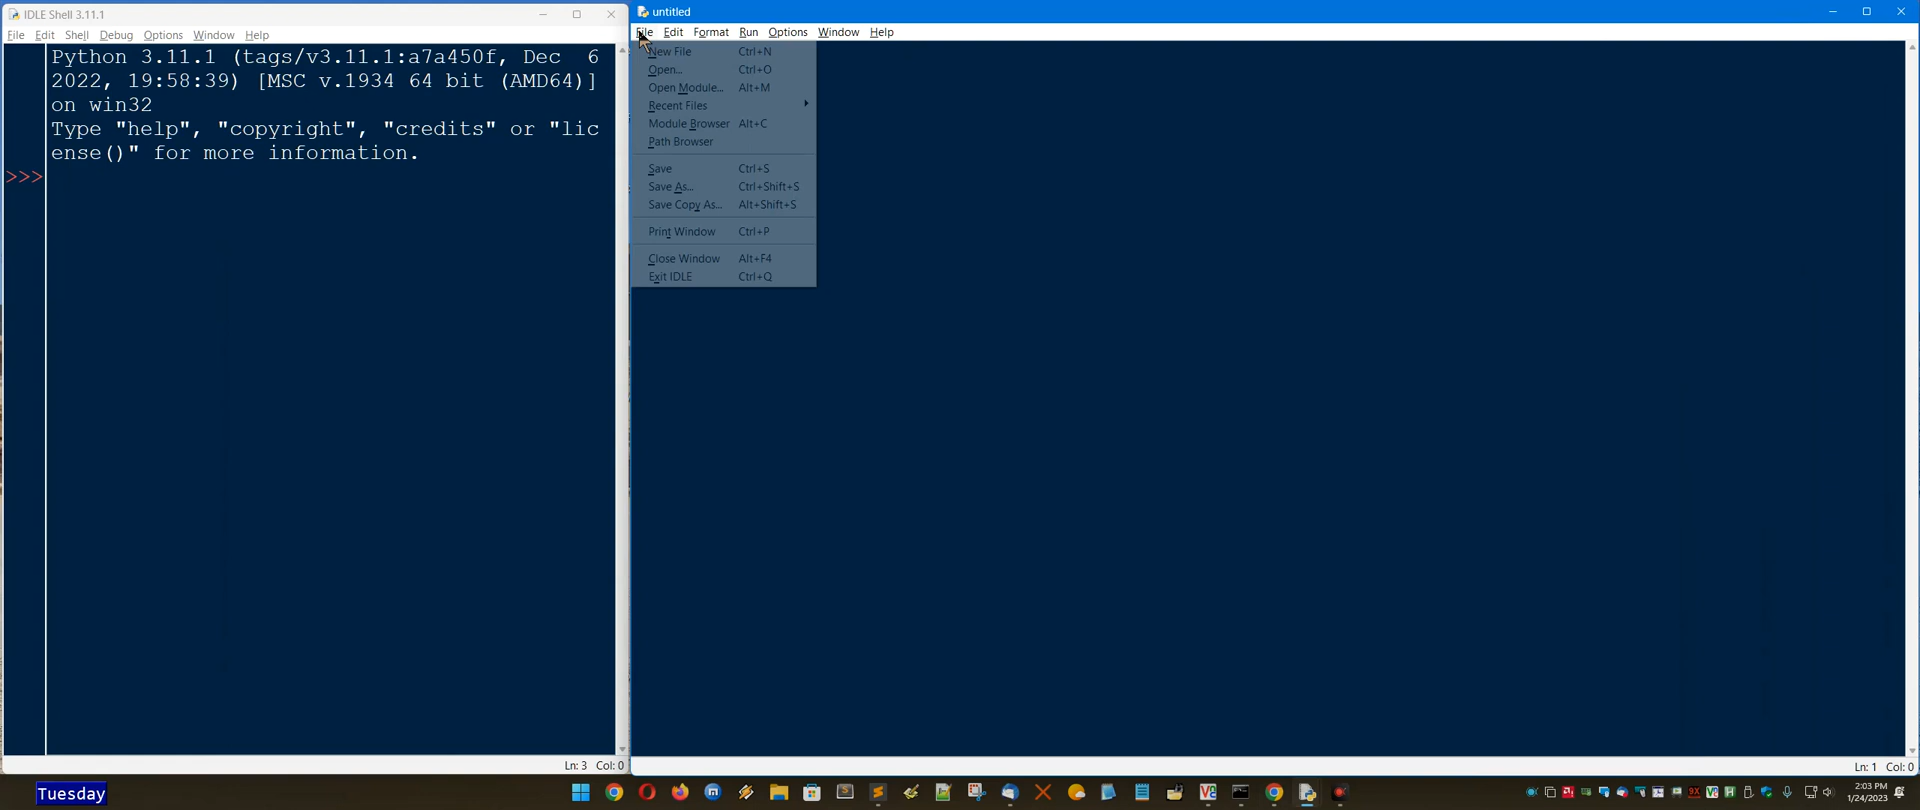 IDLE Shell 3.11.1
File Edit Shell Debug Options Window Help
Python 3.11.1 (tags/v3.11.1:a7a450f, Dec 6
2022, 19:58:39) [MSC v.1934 64 bit (AMD64)]
on win32
Type "help", "copyright", "credits" or "lic
ense()" for more information.
>>>
Ln: 3 Col: 0
untitled
File Edit Format Run Options Window Help
New File Ctrl+N
Open... Ctrl+O
Open Module... Alt+M
Recent Files
Module Browser Alt+C
Path Browser
Save Ctrl+S
Save As... Ctrl+Shift+S
Save Copy As... Alt+Shift+S
Print Window Ctrl+P
Close Window Alt+F4
Exit IDLE Ctrl+Q
Ln: 1 Col: 0
Tuesday
2:03 PM
1/24/2023